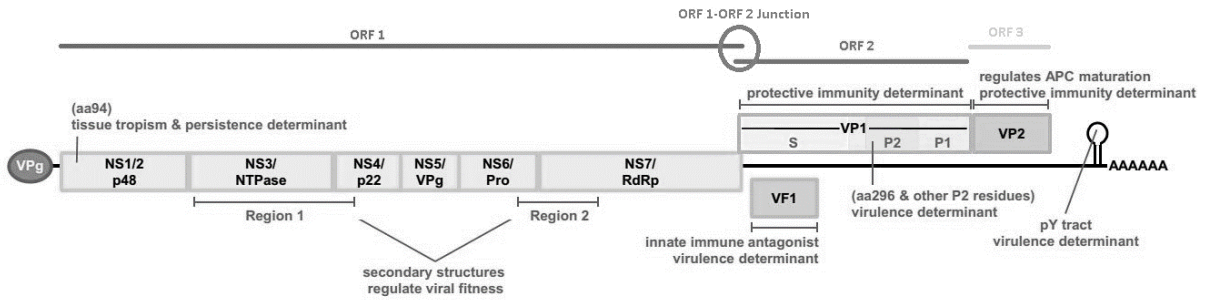 ORF 1-ORF 2 Junction
ORF 1
ORF 2
ORF 3
regulates APC maturation
protective immunity determinant
protective immunity determinant
(aa94)
tissue tropism & persistence determinant
VP1
S
P2
P1
VP2
VPg
NS1/2
p48
NS3/
NTPase
NS4/
p22
NS5/
VPg
NS6/
Pro
NS7/
RdRp
AAAAAA
Region 1
Region 2
VF1
(aa296 & other P2 residues)
virulence determinant
pY tract
virulence determinant
innate immune antagonist
virulence determinant
secondary structures
regulate viral fitness